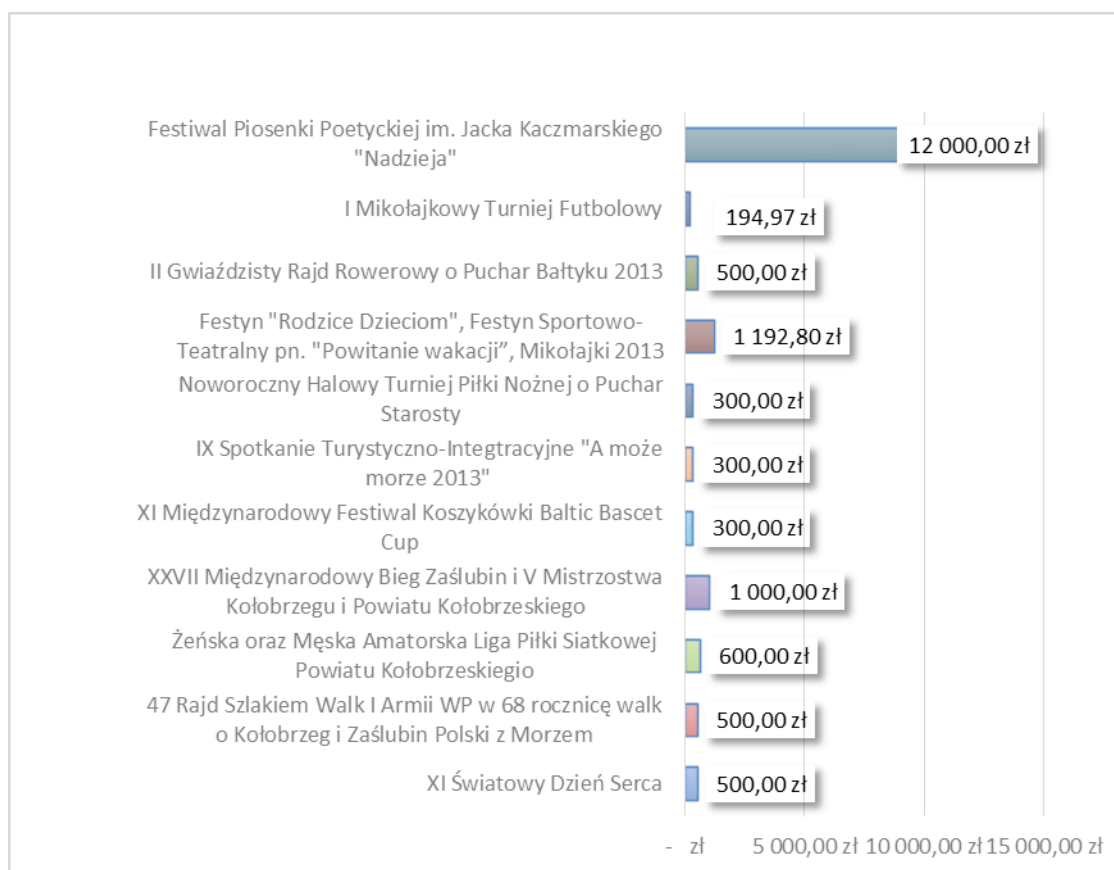 Festiwal Piosenki Poetyckiej im. Jacka Kaczmarskiego
"Nadzieja"
12 000,00 zł
I Mikołajkowy Turniej Futbolowy
194,97 zł
II Gwiaździsty Rajd Rowerowy o Puchar Bałtyku 2013
500,00 zł
Festyn "Rodzice Dzieciom", Festyn Sportowo-
Teatralny pn. "Powitanie wakacji”, Mikołajki 2013
1 192,80 zł
Noworoczny Halowy Turniej Piłki Nożnej o Puchar
Starosty
300,00 zł
IX Spotkanie Turystyczno-Integtracyjne "A może
morze 2013"
300,00 zł
XI Międzynarodowy Festiwal Koszykówki Baltic Bascet
Cup
300,00 zł
XXVII Międzynarodowy Bieg Zaślubin i V Mistrzostwa
Kołobrzegu i Powiatu Kołobrzeskiego
1 000,00 zł
Żeńska oraz Męska Amatorska Liga Piłki Siatkowej
Powiatu Kołobrzeskiegio
600,00 zł
47 Rajd Szlakiem Walk I Armii WP w 68 rocznicę walk
o Kołobrzeg i Zaślubin Polski z Morzem
500,00 zł
XI Światowy Dzień Serca
500,00 zł
- zł 5 000,00 zł 10 000,00 zł 15 000,00 zł